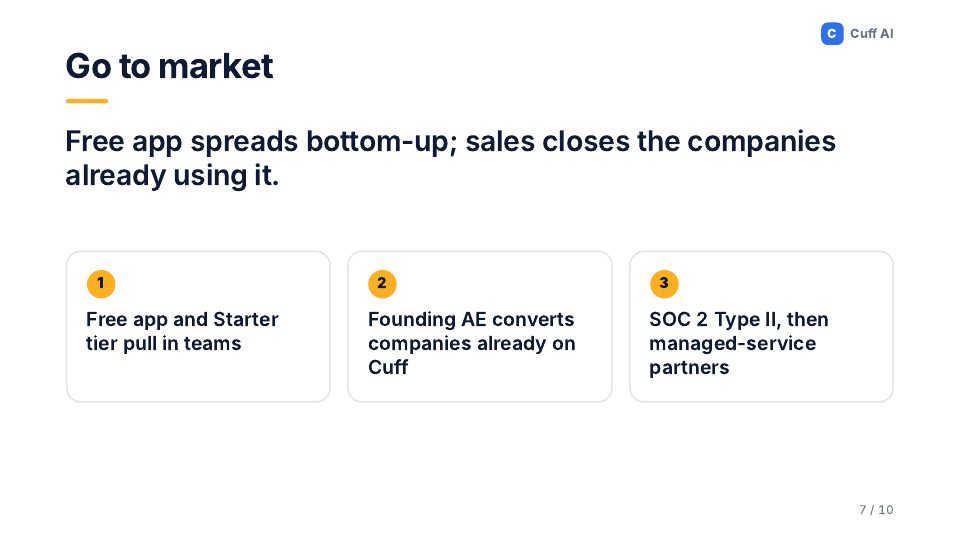 C Cuff AI
Go to market
Free app spreads bottom-up; sales closes the companies
already using it.
1
Free app and Starter
tier pull in teams
2
Founding AE converts
companies already on
Cuff
3
SOC 2 Type II, then
managed-service
partners
7 / 10